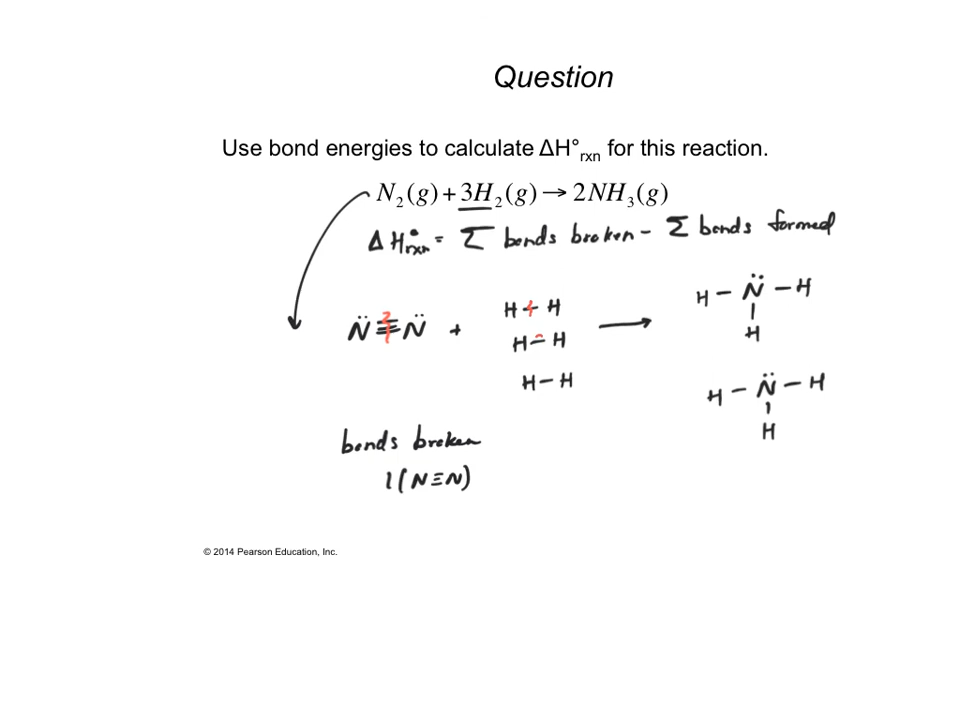 Question
Use bond energies to calculate ΔH°rxn for this reaction.
N2(g)+3H2(g)→2NH3(g)
ΔH°rxn = Σ bonds broken - Σ bonds formed
N̈≡N̈ + H-H → H-N̈-H
H
H-H
H-H
H-N̈-H
H
bonds broken
1(N≡N)
© 2014 Pearson Education, Inc.